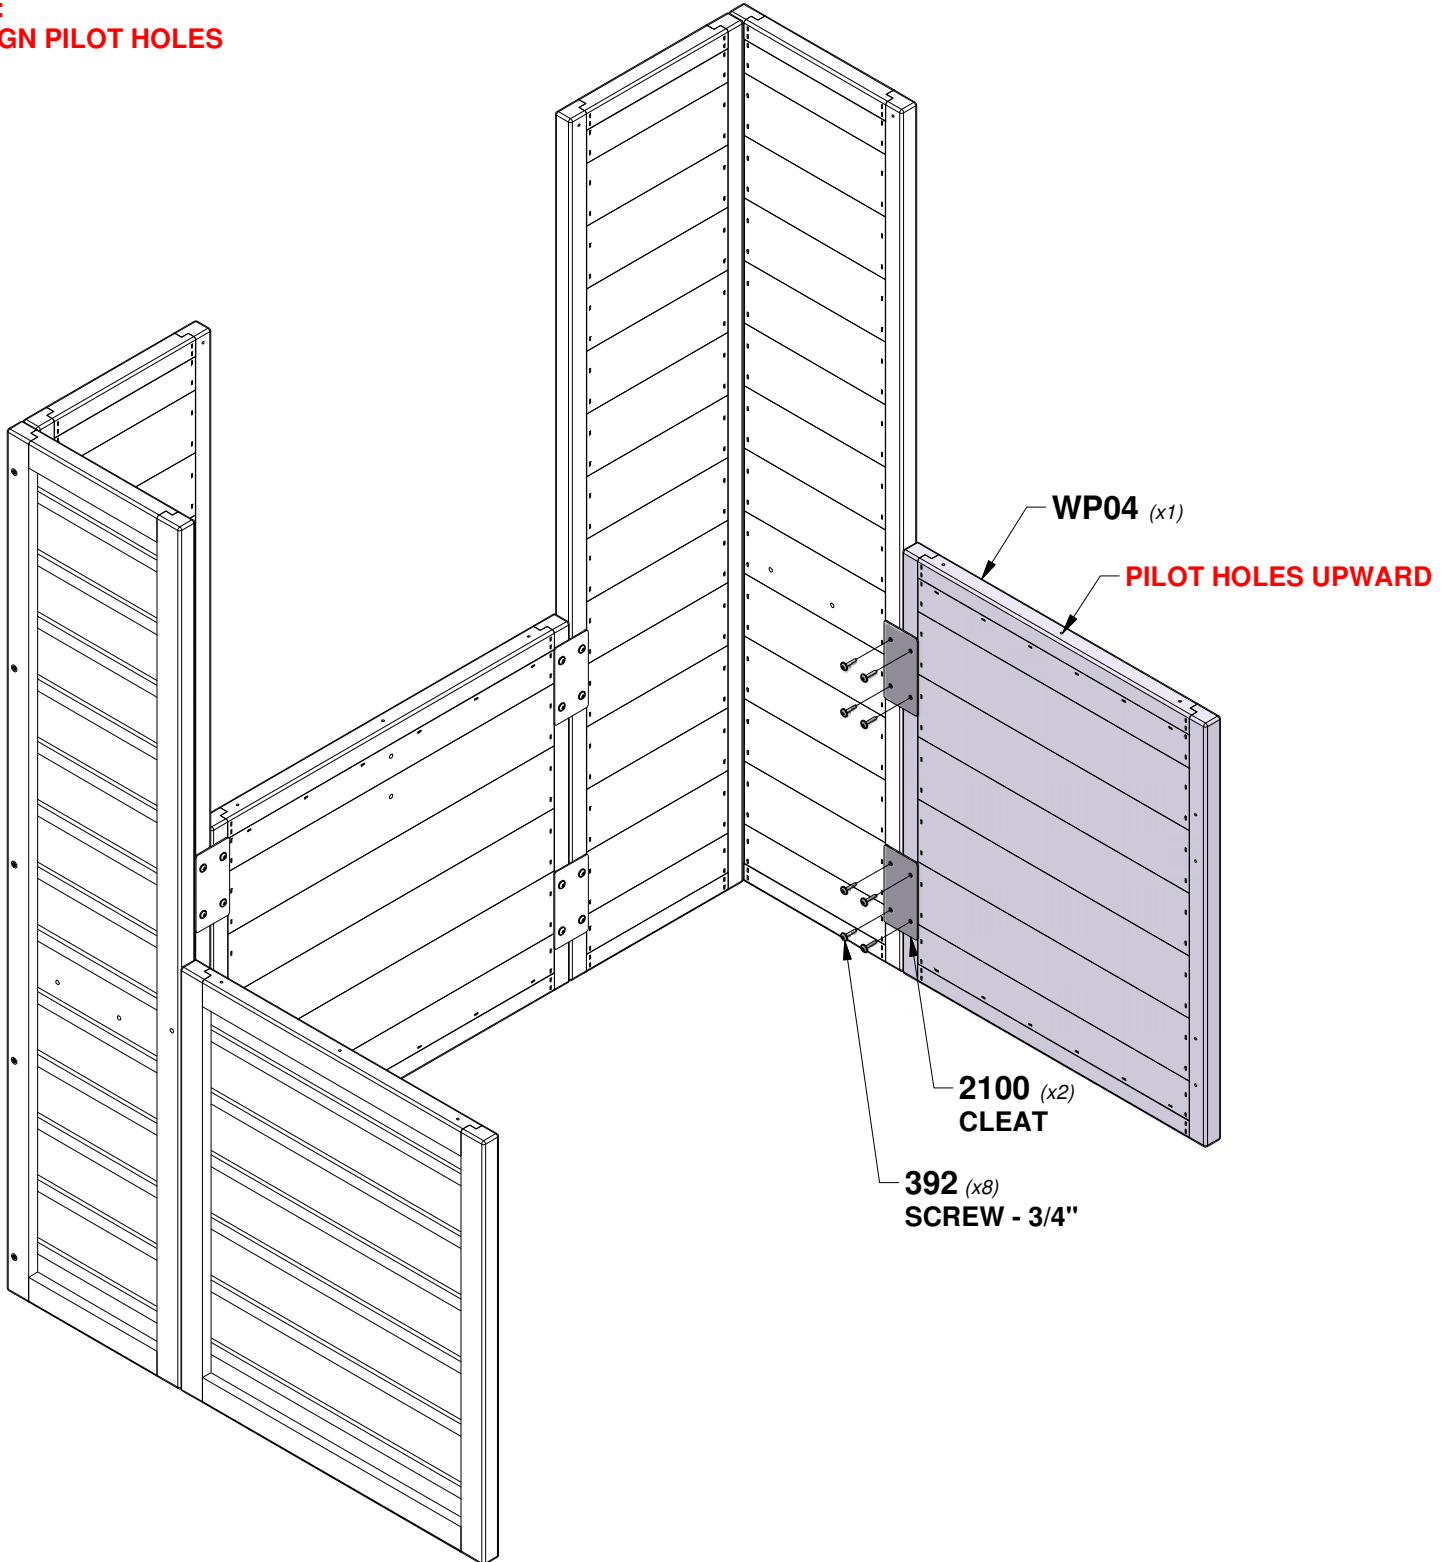 GN PILOT HOLES
WP04 (x1)
PILOT HOLES UPWARD
2100 (x2)
CLEAT
392 (x8)
SCREW - 3/4"